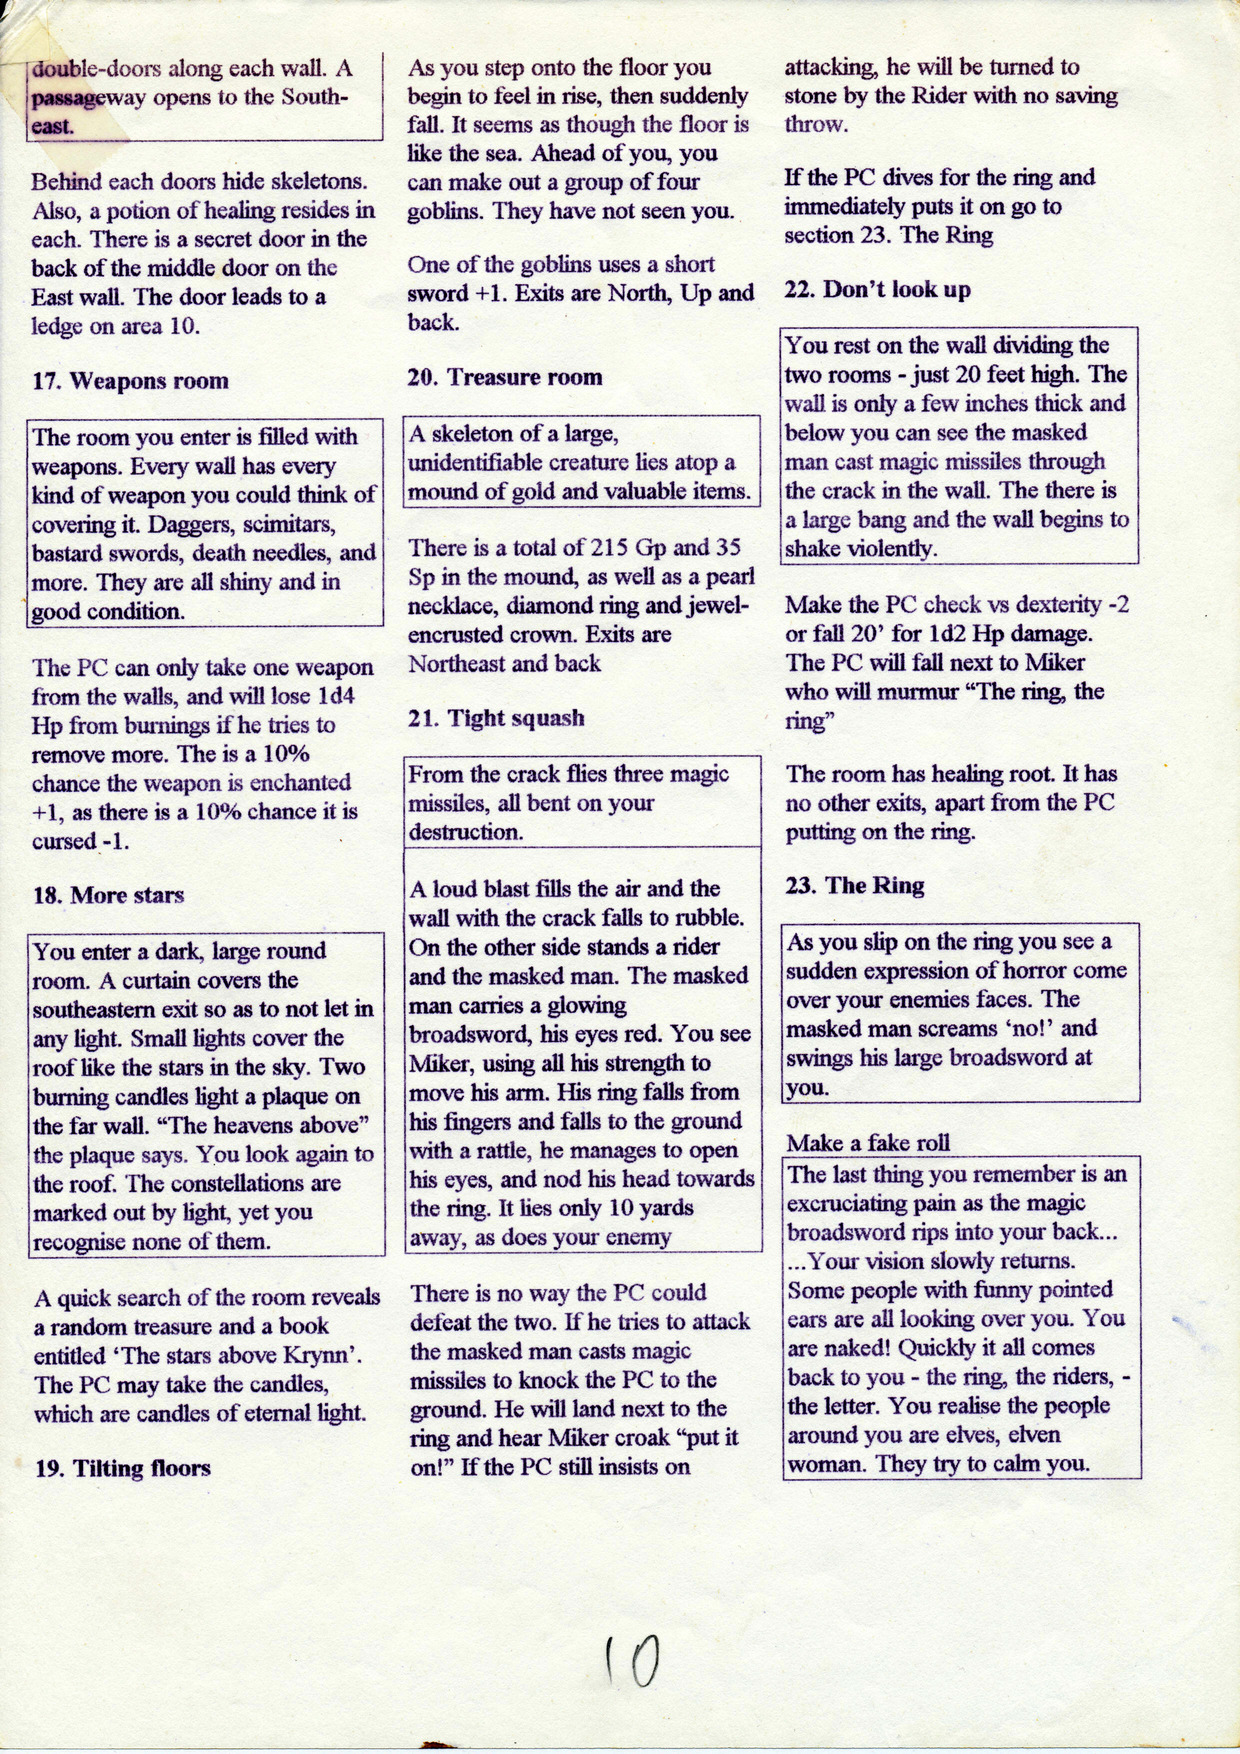 double-doors along each wall. A
passageway opens to the South-
east.
Behind each doors hide skeletons.
Also, a potion of healing resides in
each. There is a secret door in the
back of the middle door on the
East wall. The door leads to a
ledge on area 10.
17. Weapons room
The room you enter is filled with
weapons. Every wall has every
kind of weapon you could think of
covering it. Daggers, scimitars,
bastard swords, death needles, and
more. They are all shiny and in
good condition.
The PC can only take one weapon
from the walls, and will lose 1d4
Hp from burnings if he tries to
remove more. The is a 10%
chance the weapon is enchanted
+1, as there is a 10% chance it is
cursed -1.
18. More stars
You enter a dark, large round
room. A curtain covers the
southeastern exit so as to not let in
any light. Small lights cover the
roof like the stars in the sky. Two
burning candles light a plaque on
the far wall. “The heavens above”
the plaque says. You look again to
the roof. The constellations are
marked out by light, yet you
recognise none of them.
A quick search of the room reveals
a random treasure and a book
entitled ‘The stars above Krynn’.
The PC may take the candles,
which are candles of eternal light.
19. Tilting floors
As you step onto the floor you
begin to feel in rise, then suddenly
fall. It seems as though the floor is
like the sea. Ahead of you, you
can make out a group of four
goblins. They have not seen you.
One of the goblins uses a short
sword +1. Exits are North, Up and
back.
20. Treasure room
A skeleton of a large,
unidentifiable creature lies atop a
mound of gold and valuable items.
There is a total of 215 Gp and 35
Sp in the mound, as well as a pearl
necklace, diamond ring and jewel-
encrusted crown. Exits are
Northeast and back
21. Tight squash
From the crack flies three magic
missiles, all bent on your
destruction.
A loud blast fills the air and the
wall with the crack falls to rubble.
On the other side stands a rider
and the masked man. The masked
man carries a glowing
broadsword, his eyes red. You see
Miker, using all his strength to
move his arm. His ring falls from
his fingers and falls to the ground
with a rattle, he manages to open
his eyes, and nod his head towards
the ring. It lies only 10 yards
away, as does your enemy
There is no way the PC could
defeat the two. If he tries to attack
the masked man casts magic
missiles to knock the PC to the
ground. He will land next to the
ring and hear Miker croak “put it
on!” If the PC still insists on
attacking, he will be turned to
stone by the Rider with no saving
throw.
If the PC dives for the ring and
immediately puts it on go to
section 23. The Ring
22. Don’t look up
You rest on the wall dividing the
two rooms - just 20 feet high. The
wall is only a few inches thick and
below you can see the masked
man cast magic missiles through
the crack in the wall. The there is
a large bang and the wall begins to
shake violently.
Make the PC check vs dexterity -2
or fall 20’ for 1d2 Hp damage.
The PC will fall next to Miker
who will murmur “The ring, the
ring”
The room has healing root. It has
no other exits, apart from the PC
putting on the ring.
23. The Ring
As you slip on the ring you see a
sudden expression of horror come
over your enemies faces. The
masked man screams ‘no!’ and
swings his large broadsword at
you.
Make a fake roll
The last thing you remember is an
excruciating pain as the magic
broadsword rips into your back...
...Your vision slowly returns.
Some people with funny pointed
ears are all looking over you. You
are naked! Quickly it all comes
back to you - the ring, the riders, -
the letter. You realise the people
around you are elves, elven
woman. They try to calm you.
10